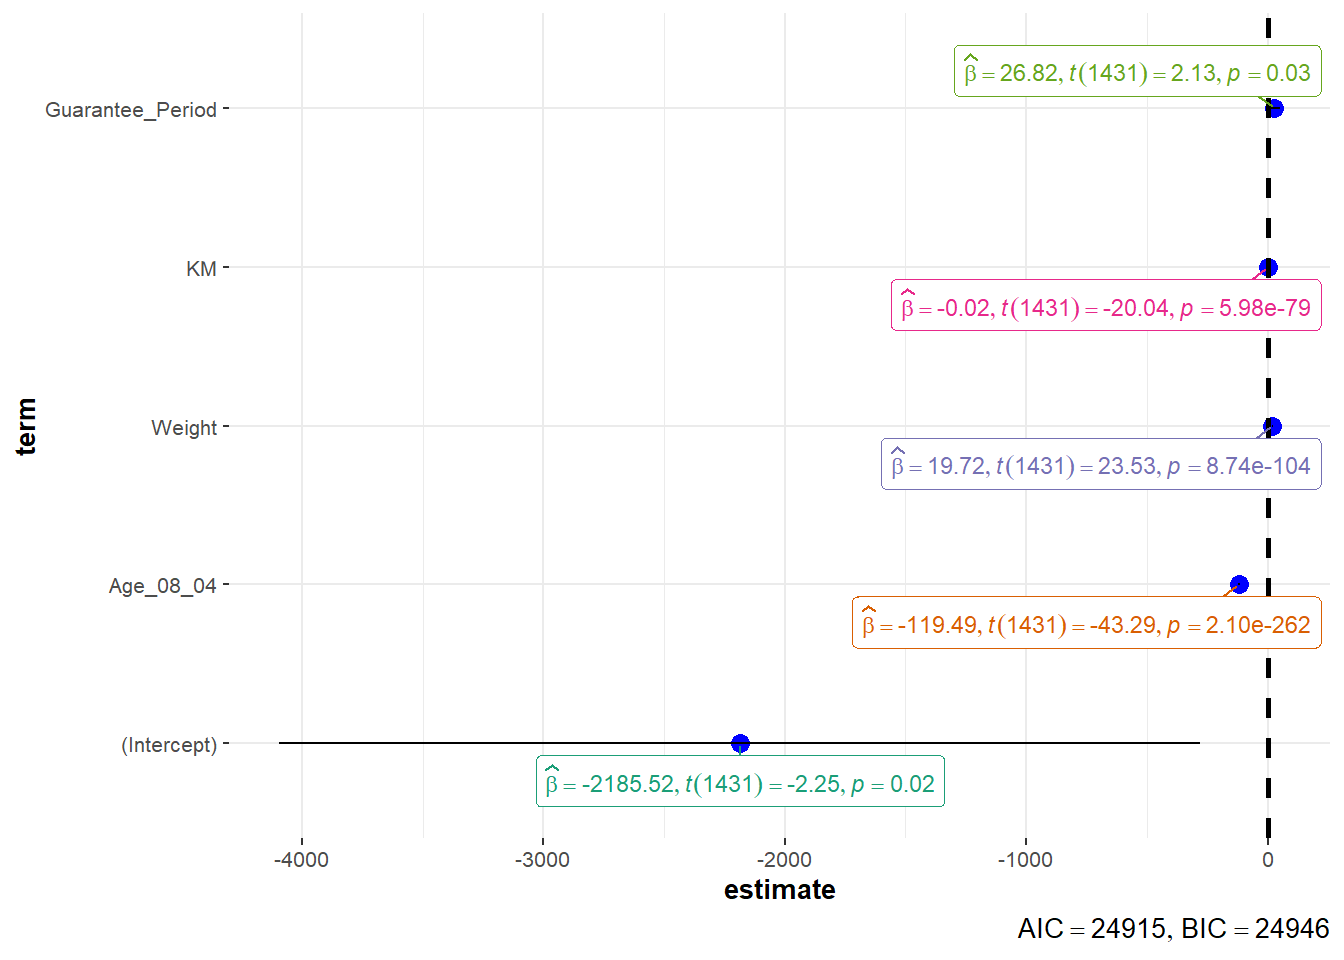 β̂ = 26.82, t(1431) = 2.13, p = 0.03
Guarantee_Period
KM
β̂ = -0.02, t(1431) = -20.04, p = 5.98e-79
Weight
β̂ = 19.72, t(1431) = 23.53, p = 8.74e-104
term
Age_08_04
β̂ = -119.49, t(1431) = -43.29, p = 2.10e-262
(Intercept)
β̂ = -2185.52, t(1431) = -2.25, p = 0.02
-4000 -3000 -2000 -1000 0
estimate
AIC = 24915, BIC = 24946